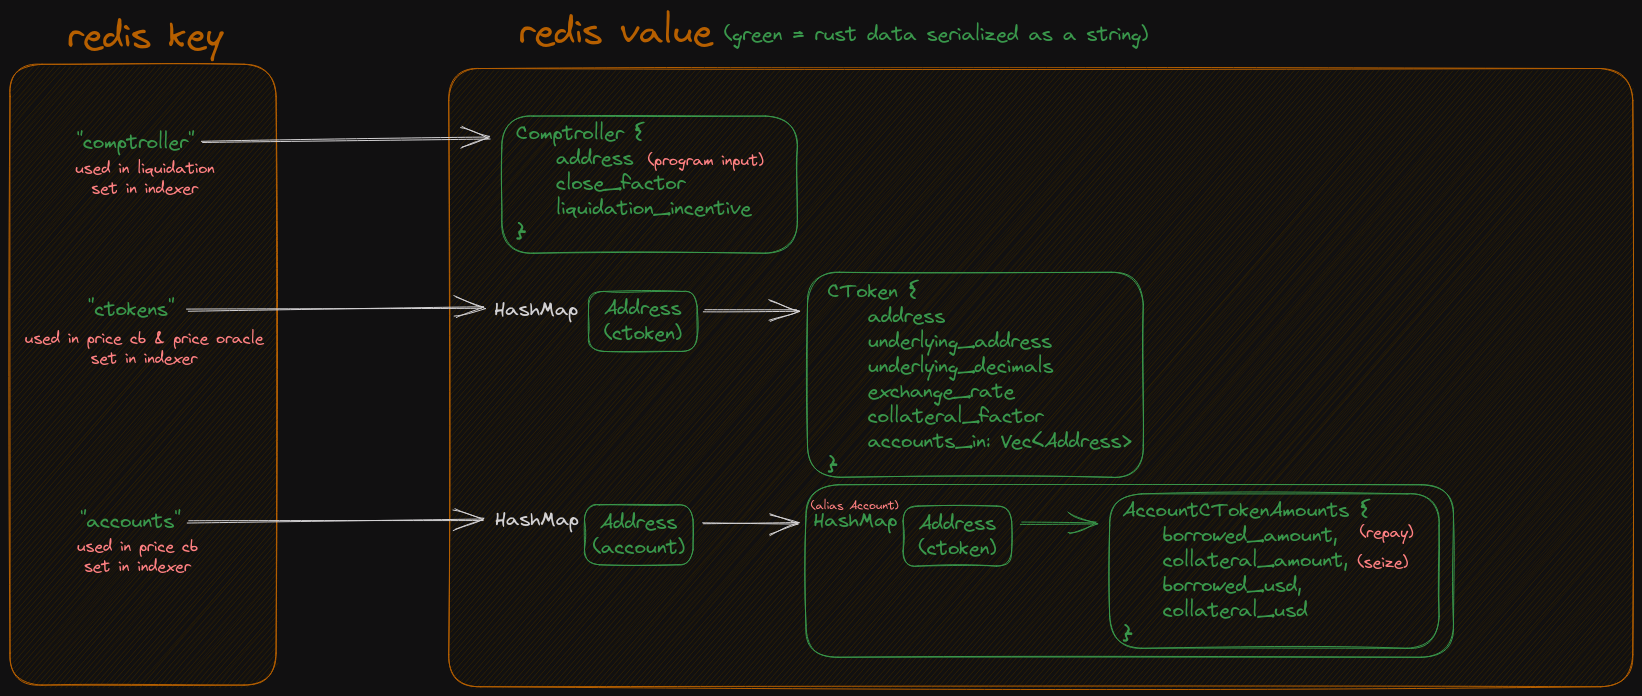 redis key
redis value (green = rust data serialized as a string)
"comptroller"
used in liquidation
set in indexer
Comptroller {
address (program input)
close_factor
liquidation_incentive
}
"ctokens"
used in price cb & price oracle
set in indexer
HashMap
Address
(ctoken)
CToken {
address
underlying_address
underlying_decimals
exchange_rate
collateral_factor
accounts_in: Vec<Address>
}
"accounts"
used in price cb
set in indexer
HashMap
Address
(account)
(alias Account)
HashMap
Address
(ctoken)
AccountCTokenAmounts {
borrowed_amount, (repay)
collateral_amount, (seize)
borrowed_usd,
collateral_usd
}